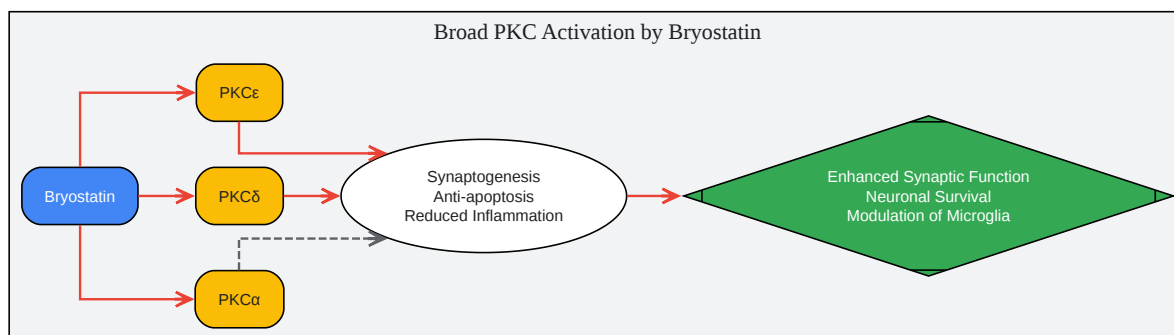 Broad PKC Activation by Bryostatin
PKCε
Bryostatin
PKCδ
PKCα
Synaptogenesis
Anti-apoptosis
Reduced Inflammation
Enhanced Synaptic Function
Neuronal Survival
Modulation of Microglia